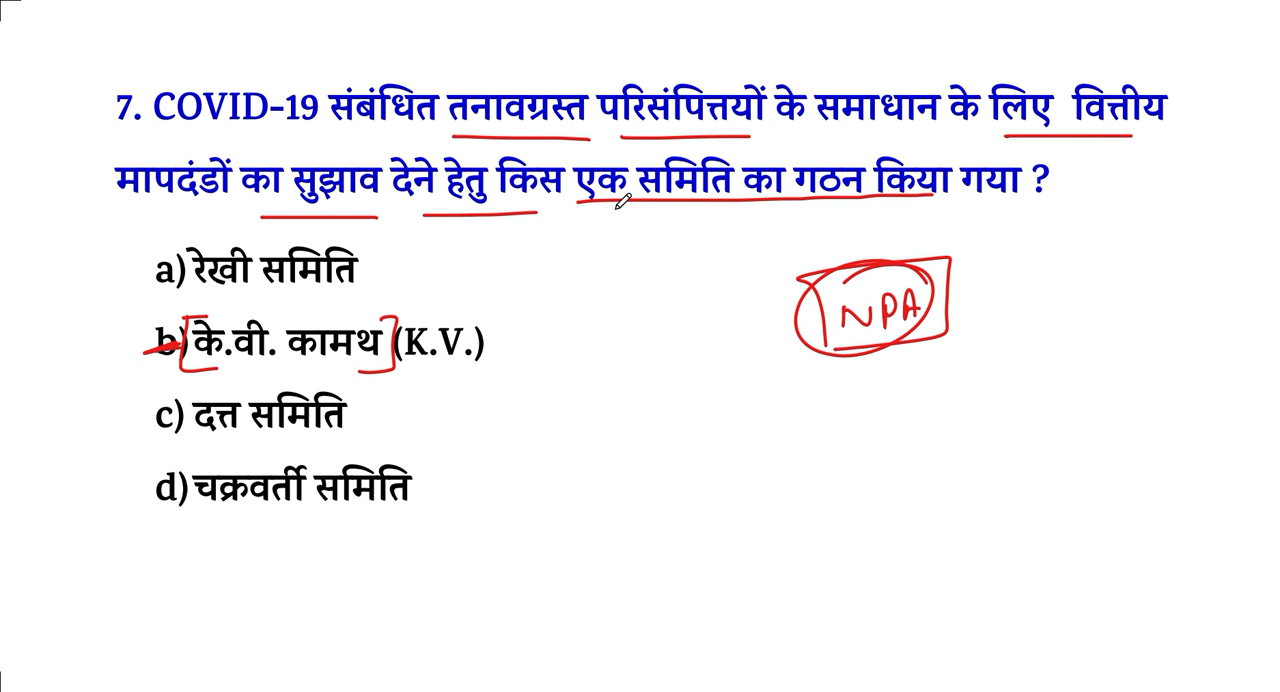 7. COVID-19 संबंधित तनावग्रस्त परिसंपित्तयों के समाधान के लिए वित्तीय
मापदंडों का सुझाव देने हेतु किस एक समिति का गठन किया गया ?
a) रेखी समिति
b) के.वी. कामथ (K.V.)
NPA
c) दत्त समिति
d) चक्रवर्ती समिति